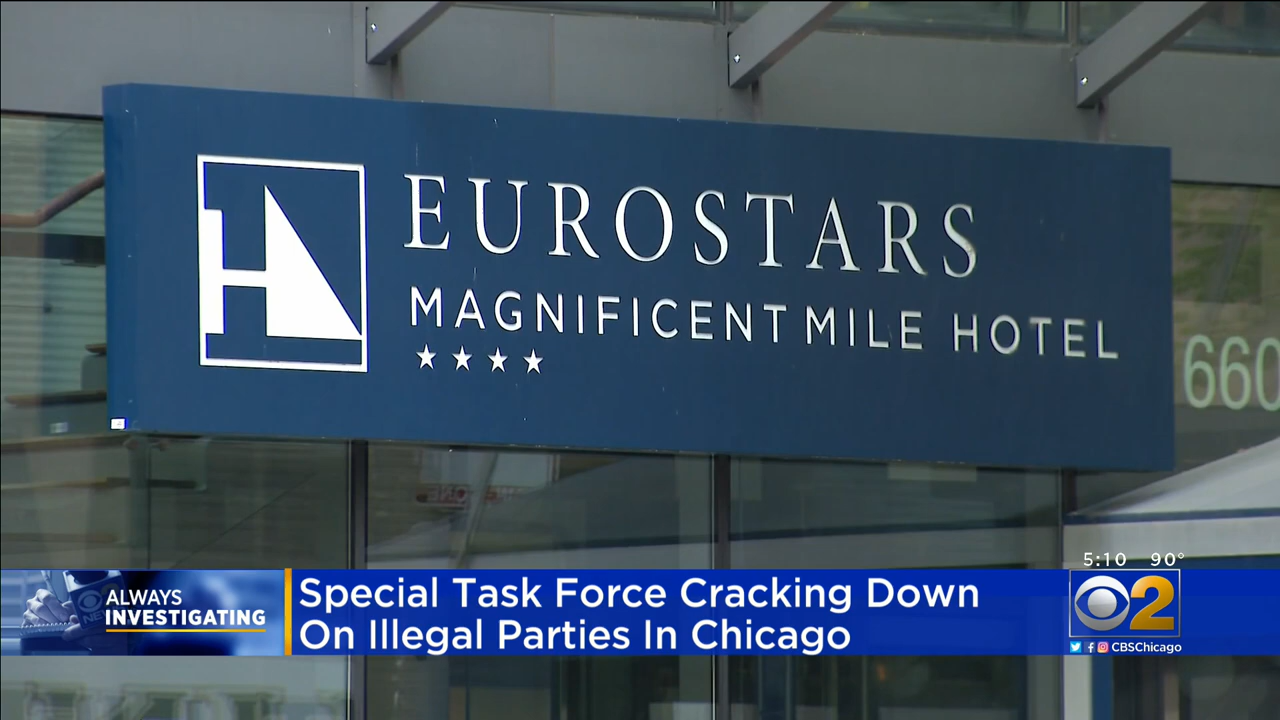 EUROSTARS
MAGNIFICENT MILE HOTEL
660
5:10 90°
ALWAYS
INVESTIGATING
Special Task Force Cracking Down
On Illegal Parties In Chicago
2
CBSChicago